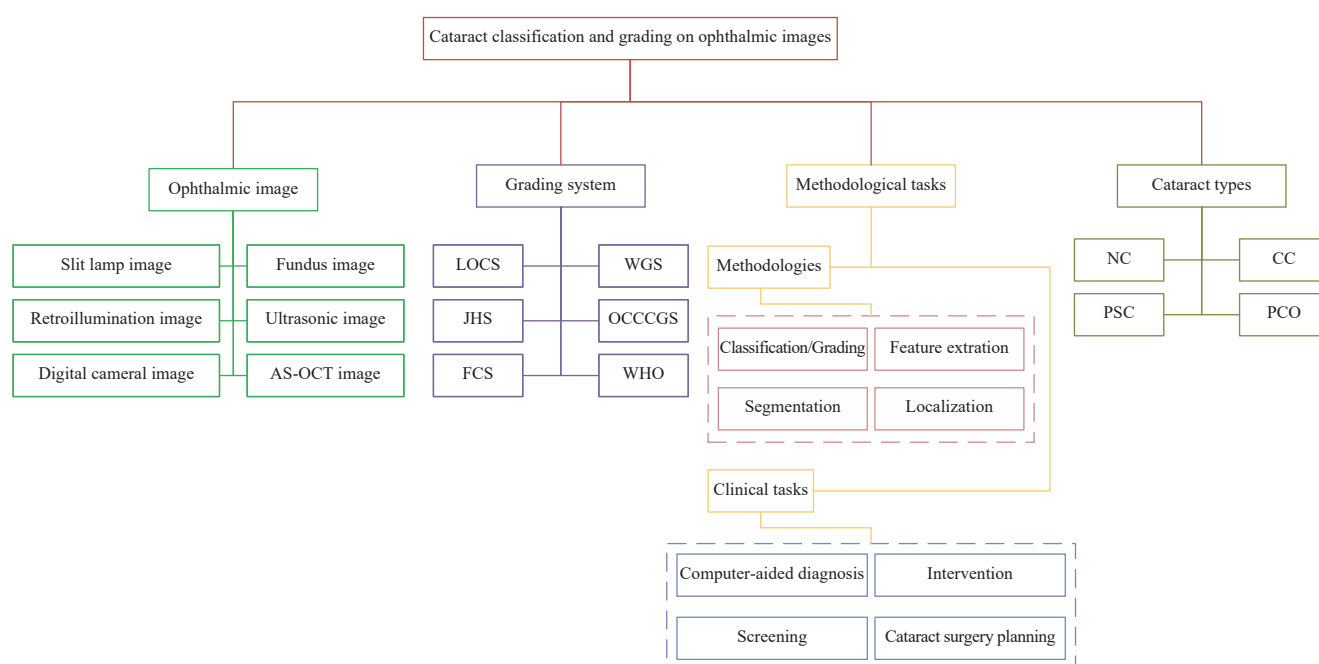 Cataract classification and grading on ophthalmic images
Ophthalmic image
Grading system
Methodological tasks
Cataract types
Slit lamp image
Fundus image
LOCS
WGS
Methodologies
NC
CC
Retroillumination image
Ultrasonic image
JHS
OCCCGS
PSC
PCO
Classification/Grading
Feature extration
Digital cameral image
AS-OCT image
FCS
WHO
Segmentation
Localization
Clinical tasks
Computer-aided diagnosis
Intervention
Screening
Cataract surgery planning